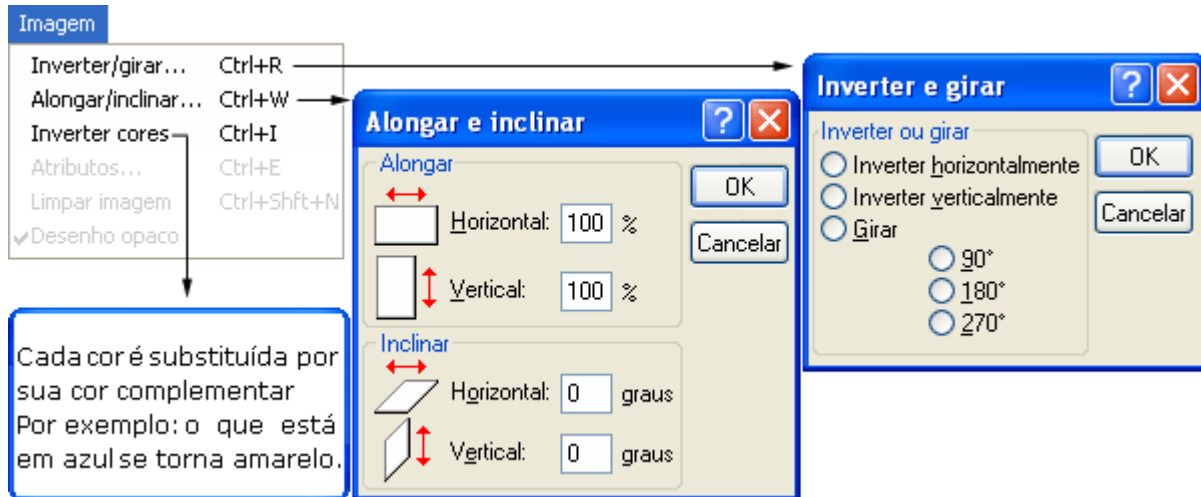 Imagem
Inverter/girar... Ctrl+R
Alongar/inclinar... Ctrl+W
Inverter cores Ctrl+I
Atributos... Ctrl+E
Limpar imagem Ctrl+Shft+N
Desenho opaco
Cada cor é substituída por
sua cor complementar
Por exemplo: o que está
em azul se torna amarelo.
Alongar e inclinar
Alongar
Horizontal: 100 %
Vertical: 100 %
Inclinar
Horizontal: 0 graus
Vertical: 0 graus
OK
Cancelar
Inverter e girar
Inverter ou girar
Inverter horizontalmente
Inverter verticalmente
Girar
90°
180°
270°
OK
Cancelar